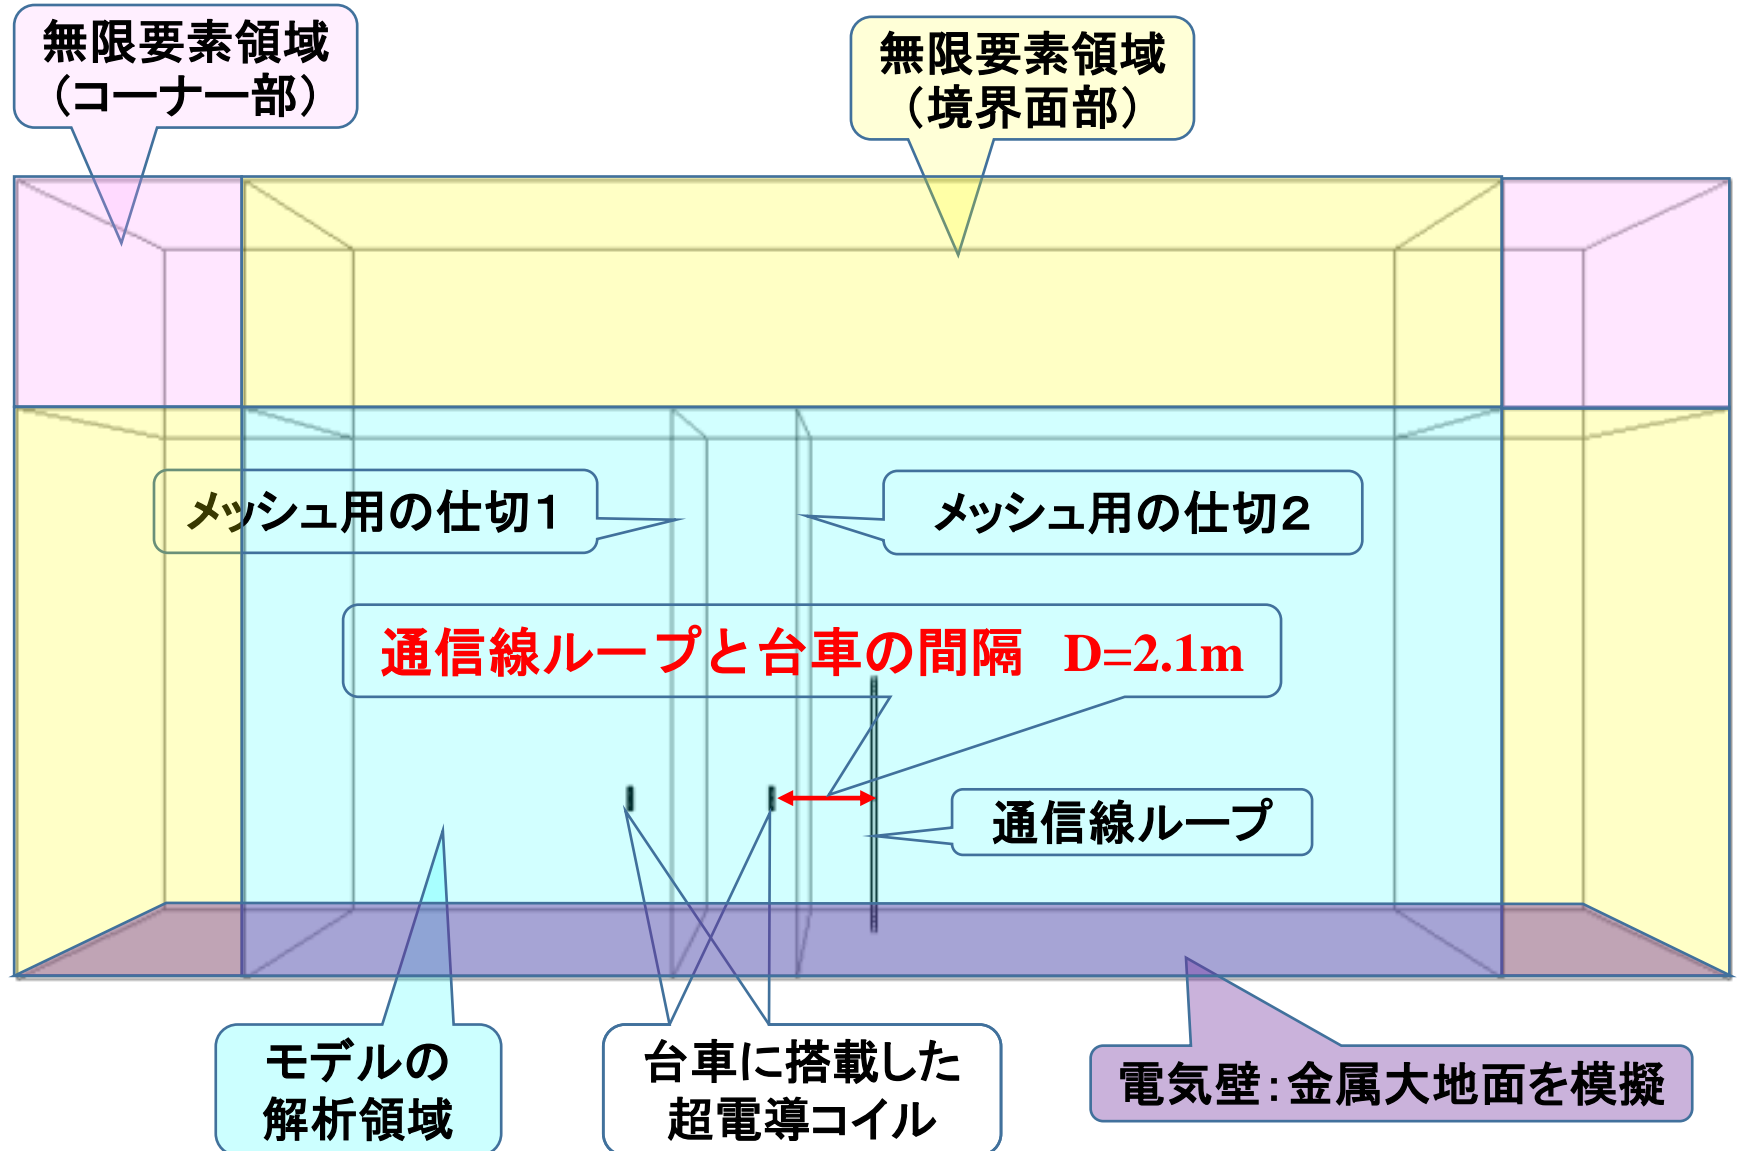 無限要素領域
（コーナー部）
無限要素領域
（境界面部）
メッシュ用の仕切１
メッシュ用の仕切２
通信線ループと台車の間隔　D=2.1m
通信線ループ
モデルの
解析領域
台車に搭載した
超電導コイル
電気壁：金属大地面を模擬